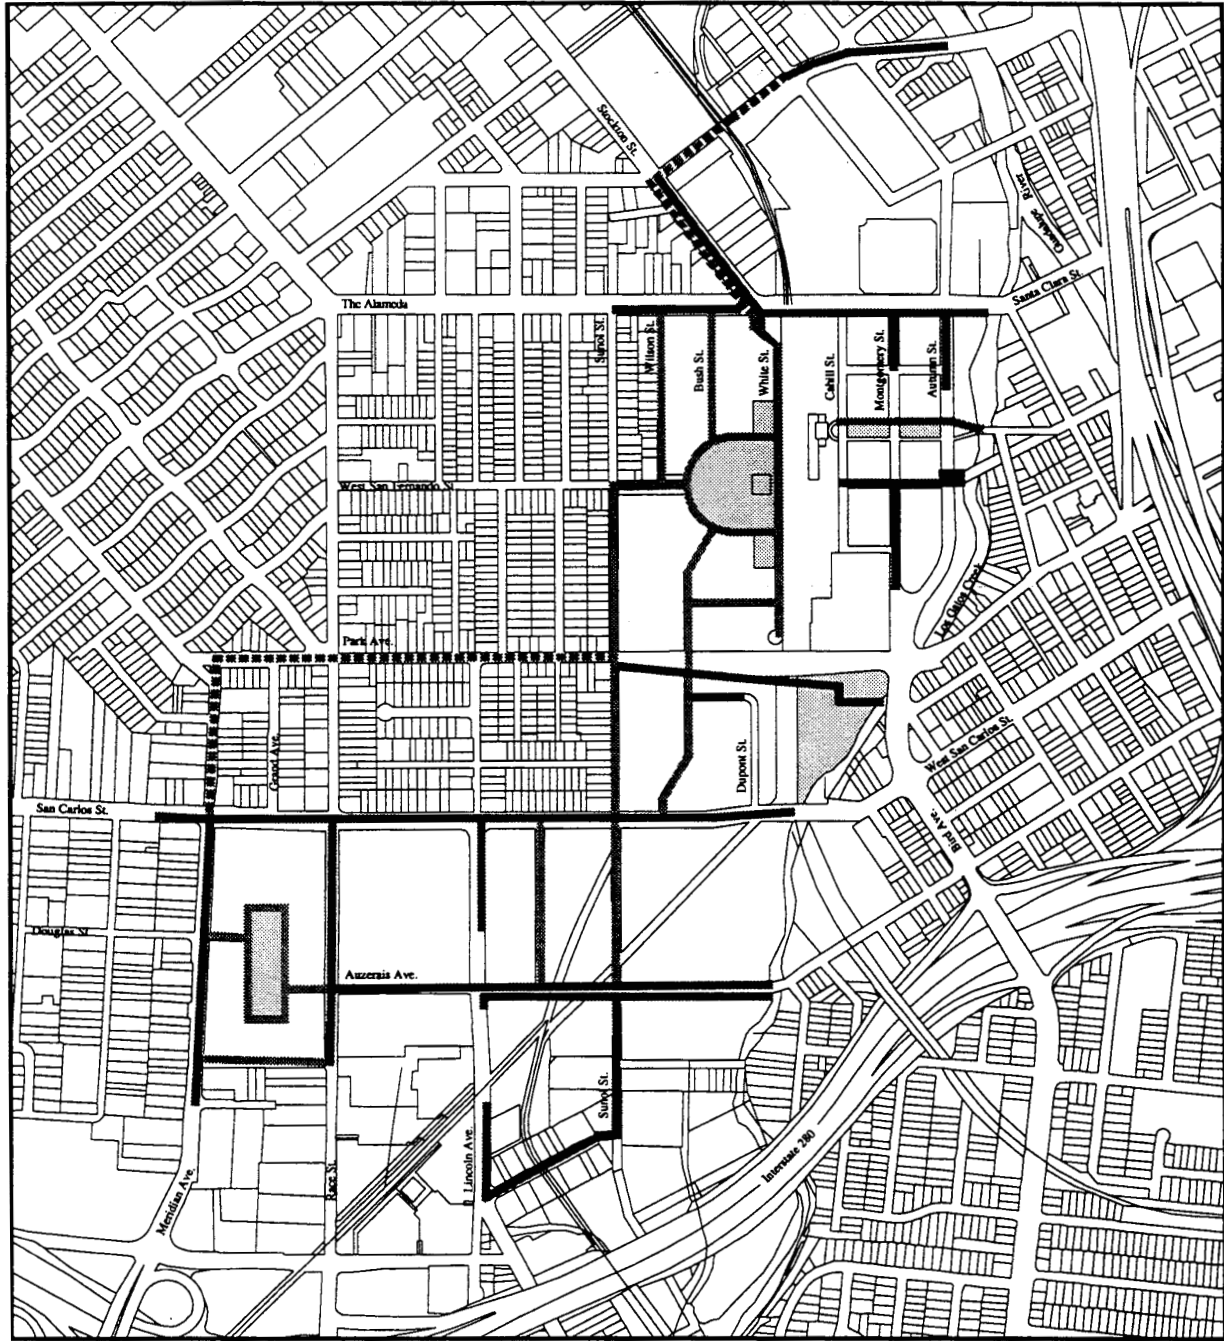 Stockton St.
River
Guadalupe
Santa Clara St.
The Alameda
Sunol St.
Wilson St.
Bush St.
White St.
Cahill St.
Montgomery St.
Autumn St.
West San Fernando St
Los Gatos Creek
Park Ave.
West San Carlos St.
Grand Ave.
Dupont St.
San Carlos St.
Bird Ave.
Douglas St.
Auzerais Ave.
Sunol St.
Lincoln Ave.
Interstate 280
Race St.
Meridian Ave.